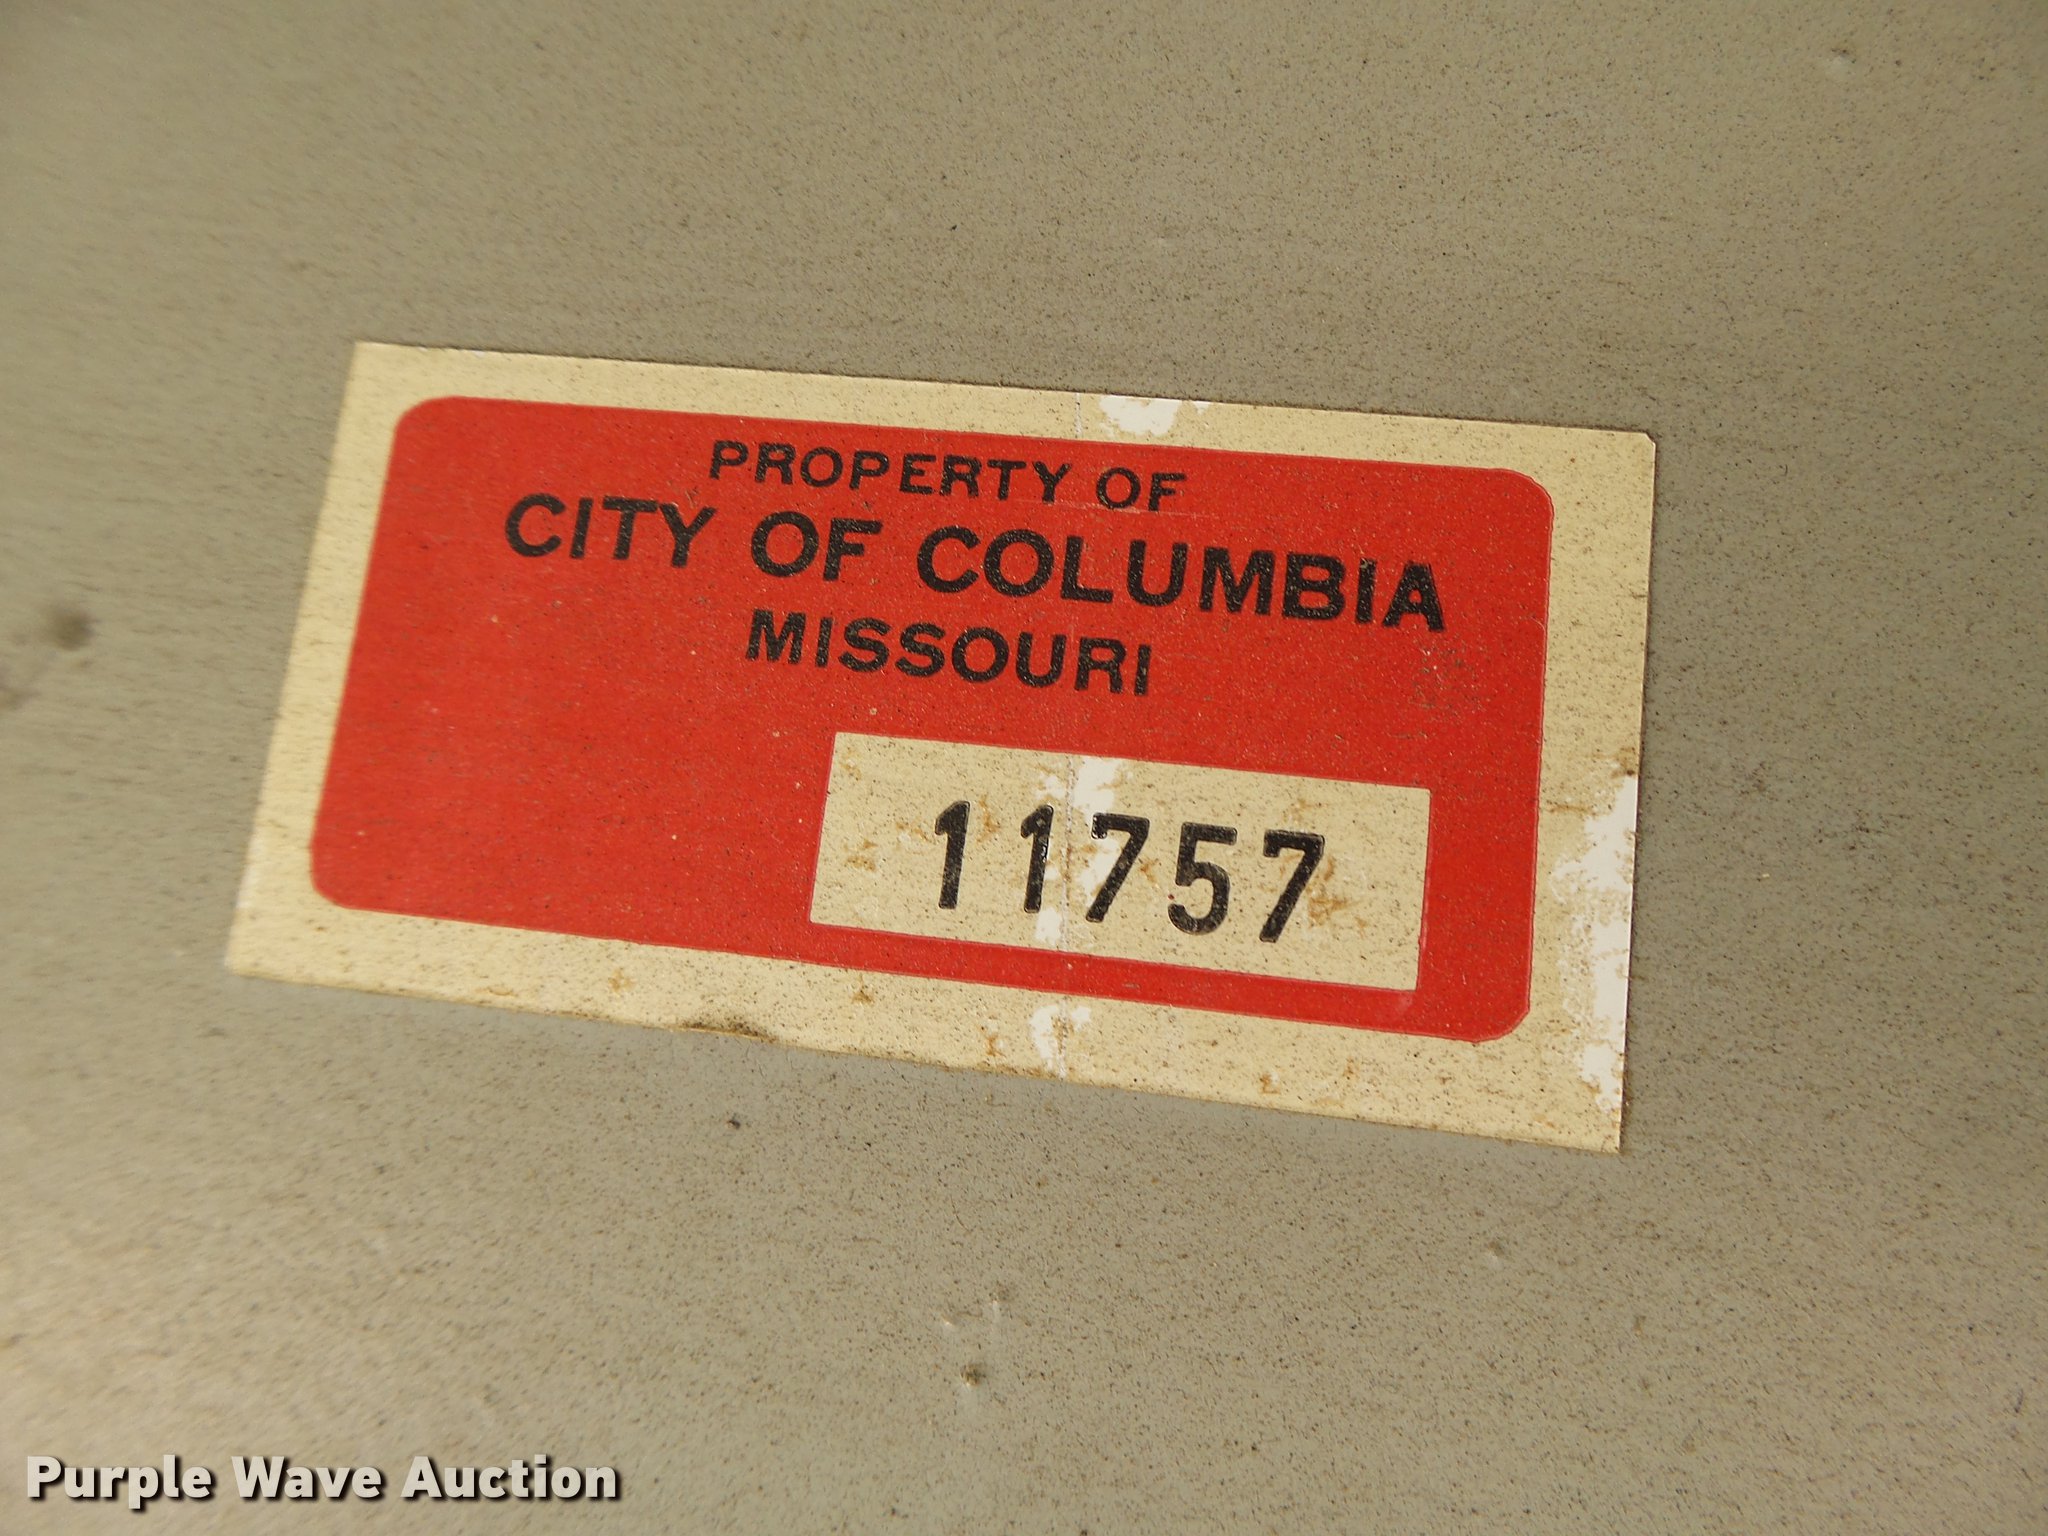 PROPERTY OF
CITY OF COLUMBIA
MISSOURI
11757
Purple Wave Auction